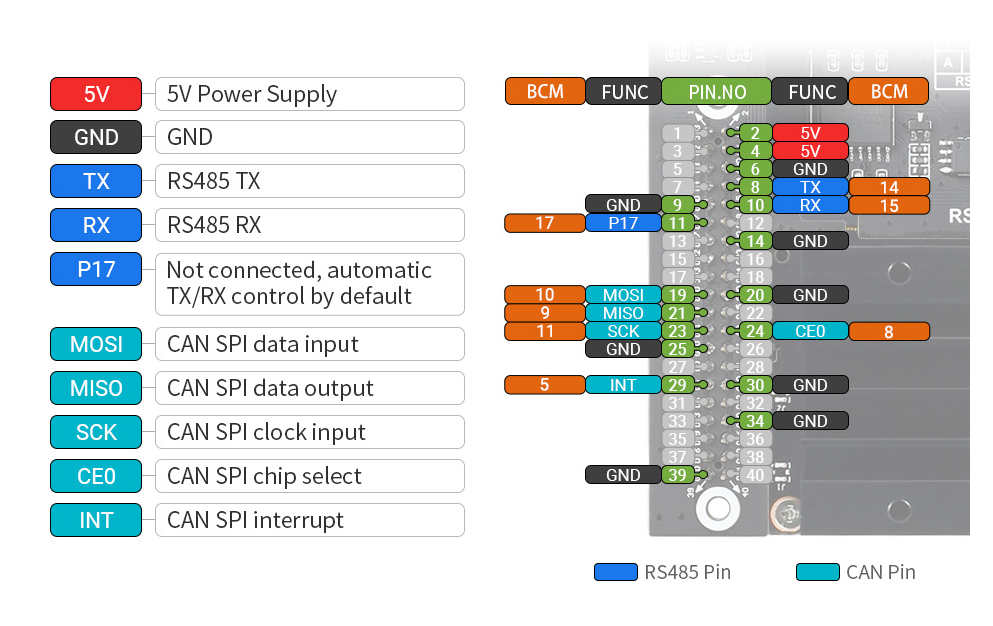 5V 5V Power Supply
GND GND
TX RS485 TX
RX RS485 RX
P17 Not connected, automatic
TX/RX control by default
MOSI CAN SPI data input
MISO CAN SPI data output
SCK CAN SPI clock input
CE0 CAN SPI chip select
INT CAN SPI interrupt
BCM FUNC PIN.NO FUNC BCM
1 2 5V
3 4 5V
5 6 GND
7 8 TX 14
GND 9 10 RX 15
17 P17 11 12
13 14 GND
15 16
17 18
10 MOSI 19 20 GND
9 MISO 21 22
11 SCK 23 24 CE0 8
GND 25 26
27 28
5 INT 29 30 GND
31 32
33 34 GND
35 36
37 38
GND 39 40
39 40
A
RS
RS
RS485 Pin CAN Pin